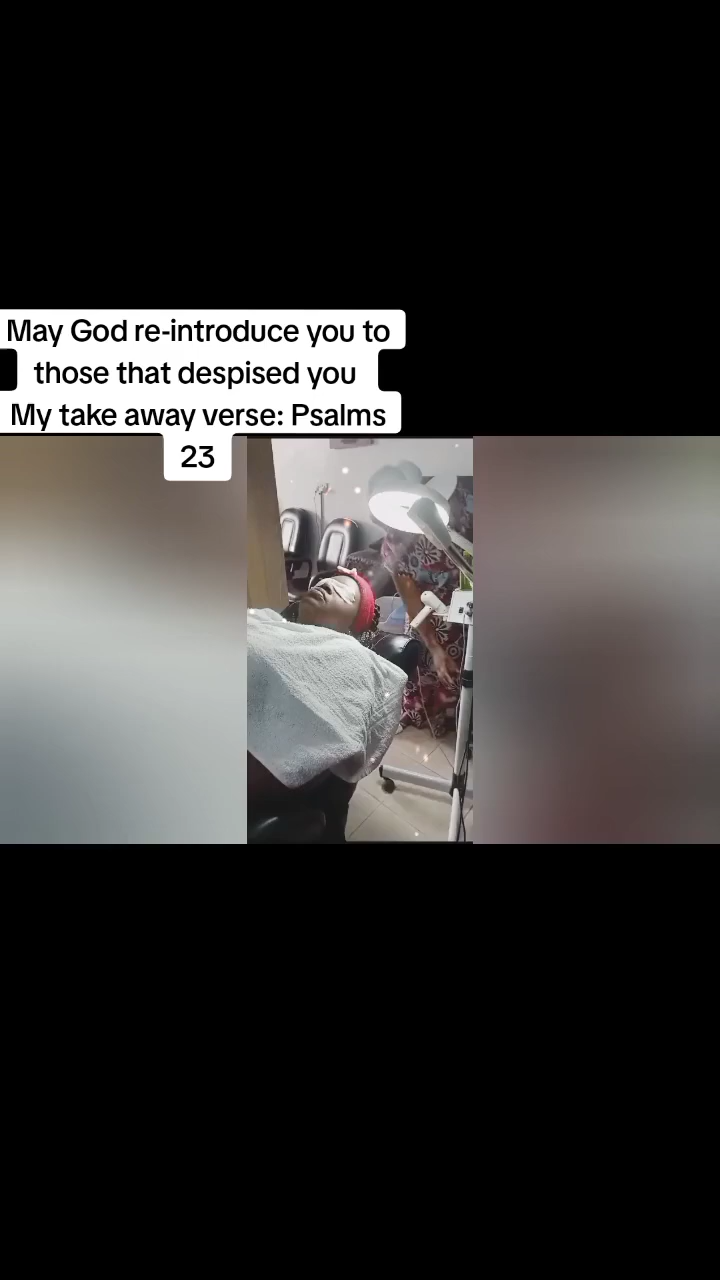 May God re-introduce you to
those that despised you
My take away verse: Psalms
23